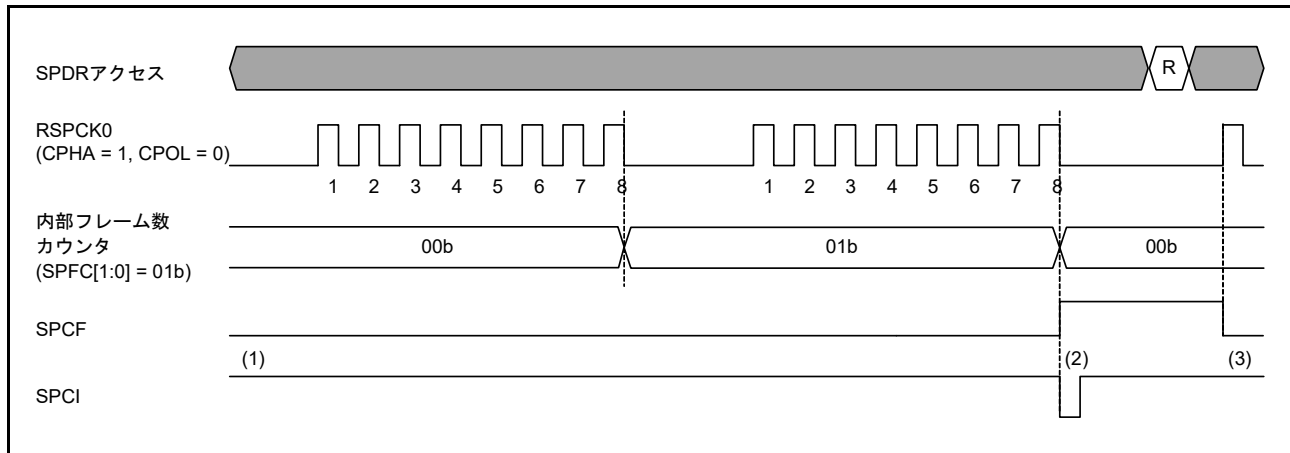 SPDRアクセス
R
RSPCK0
(CPHA = 1, CPOL = 0)
1 2 3 4 5 6 7 8 1 2 3 4 5 6 7 8
内部フレーム数
カウンタ
(SPFC[1:0] = 01b)
00b 01b 00b
SPCF
(1) (2) (3)
SPCI